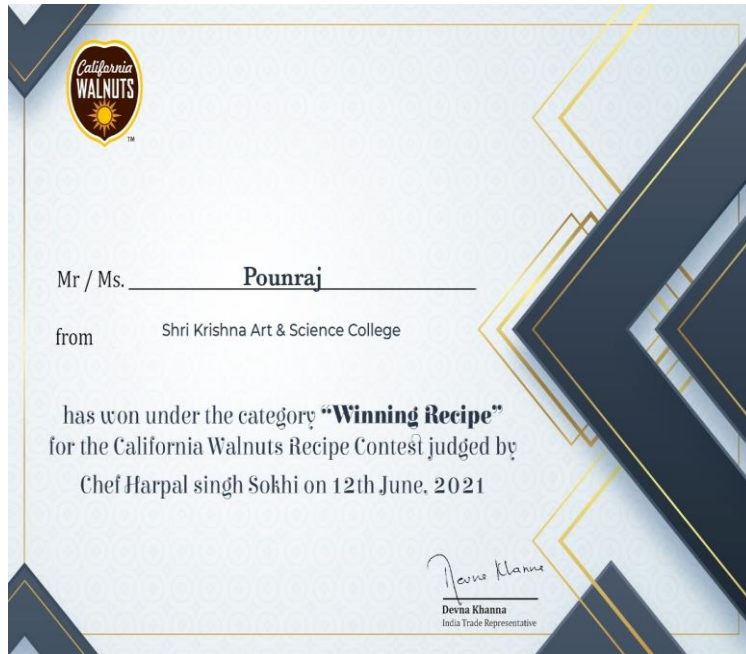 California
WALNUTS
TM
Mr / Ms. Pounraj
from Shri Krishna Art & Science College
has won under the category “Winning Recipe”
for the California Walnuts Recipe Contest judged by
Chef Harpal singh Sokhi on 12th June, 2021
Devna Khanna
Devna Khanna
India Trade Representative